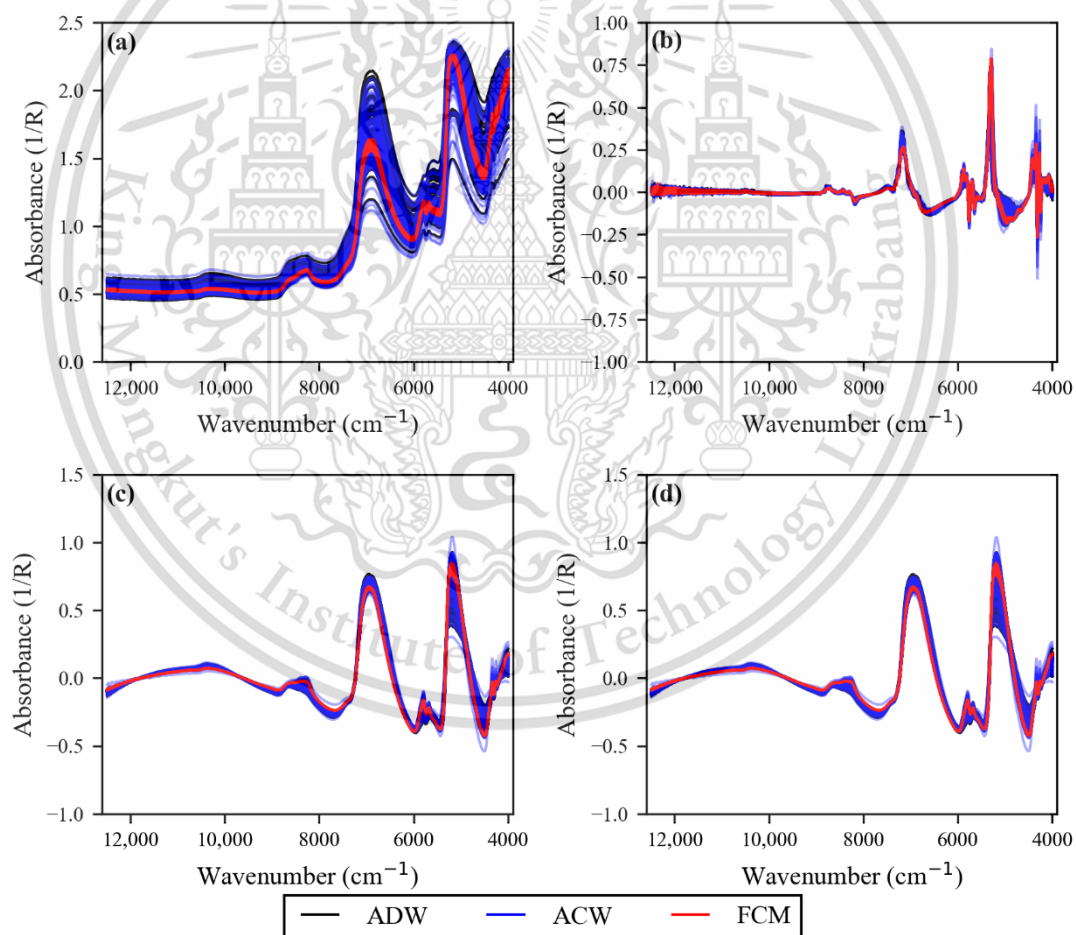 (a)
2.5
2.0
1.5
1.0
0.5
0.0
Absorbance (1/R)
12,000 10,000 8000 6000 4000
Wavenumber (cm⁻¹)
(b)
1.00
0.75
0.50
0.25
0.00
−0.25
−0.50
−0.75
−1.00
Absorbance (1/R)
12,000 10,000 8000 6000 4000
Wavenumber (cm⁻¹)
(c)
1.5
1.0
0.5
0.0
−0.5
−1.0
Absorbance (1/R)
12,000 10,000 8000 6000 4000
Wavenumber (cm⁻¹)
(d)
1.5
1.0
0.5
0.0
−0.5
−1.0
Absorbance (1/R)
12,000 10,000 8000 6000 4000
Wavenumber (cm⁻¹)
ADW ACW FCM
King Mongkut's Institute of Technology Ladkrabang